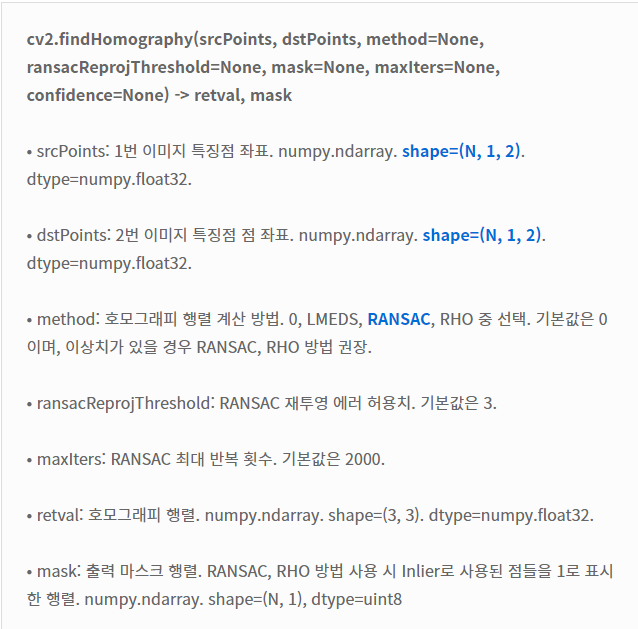 cv2.findHomography(srcPoints, dstPoints, method=None,
ransacReprojThreshold=None, mask=None, maxIters=None,
confidence=None) -> retval, mask
• srcPoints: 1번 이미지 특징점 좌표. numpy.ndarray. shape=(N, 1, 2).
dtype=numpy.float32.
• dstPoints: 2번 이미지 특징점 점 좌표. numpy.ndarray. shape=(N, 1, 2).
dtype=numpy.float32.
• method: 호모그래피 행렬 계산 방법. 0, LMEDS, RANSAC, RHO 중 선택. 기본값은 0
이며, 이상치가 있을 경우 RANSAC, RHO 방법 권장.
• ransacReprojThreshold: RANSAC 재투영 에러 허용치. 기본값은 3.
• maxIters: RANSAC 최대 반복 횟수. 기본값은 2000.
• retval: 호모그래피 행렬. numpy.ndarray. shape=(3, 3). dtype=numpy.float32.
• mask: 출력 마스크 행렬. RANSAC, RHO 방법 사용 시 Inlier로 사용된 점들을 1로 표시
한 행렬. numpy.ndarray. shape=(N, 1), dtype=uint8